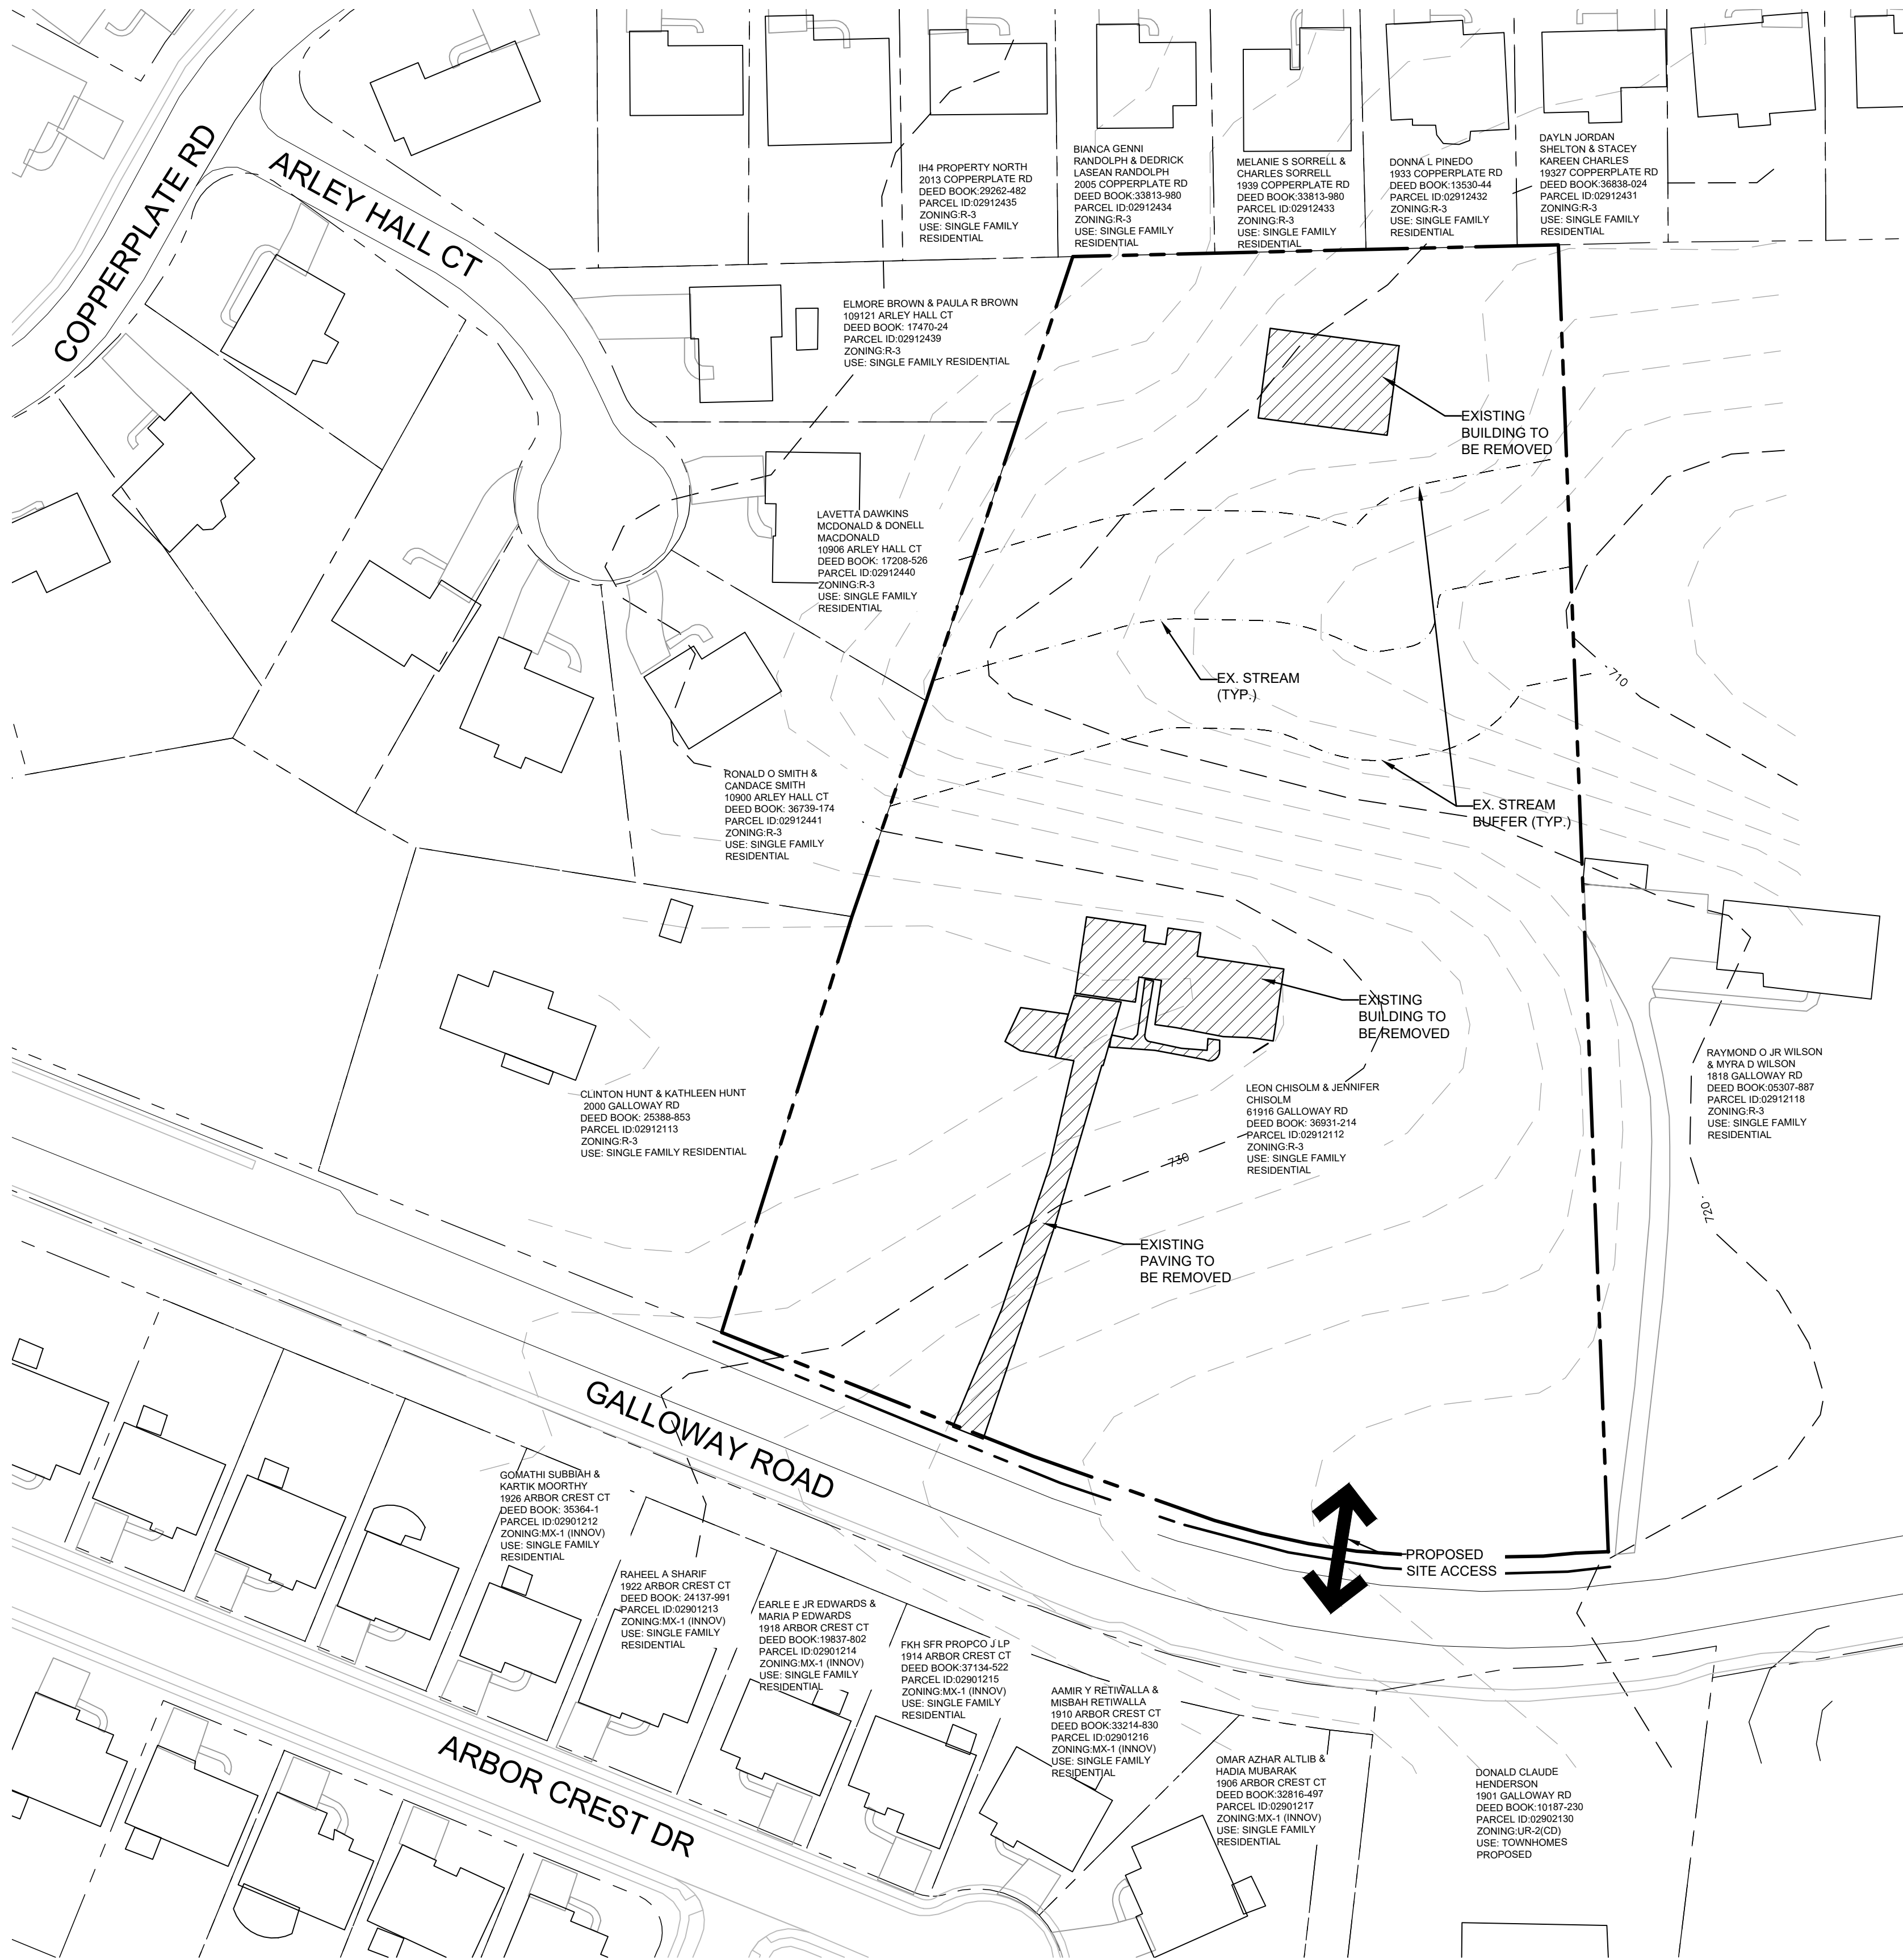 COPPERPLATE RD
ARLEY HALL CT
IH4 PROPERTY NORTH
2013 COPPERPLATE RD
DEED BOOK:29262-482
PARCEL ID:02912435
ZONING:R-3
USE: SINGLE FAMILY
RESIDENTIAL
BIANCA GENNI
RANDOLPH & DEDRICK
LASEAN RANDOLPH
2005 COPPERPLATE RD
DEED BOOK:33813-980
PARCEL ID:02912434
ZONING:R-3
USE: SINGLE FAMILY
RESIDENTIAL
MELANIE S SORRELL &
CHARLES SORRELL
1939 COPPERPLATE RD
DEED BOOK:33813-980
PARCEL ID:02912433
ZONING:R-3
USE: SINGLE FAMILY
RESIDENTIAL
DONNA L PINEDO
1933 COPPERPLATE RD
DEED BOOK:13530-44
PARCEL ID:02912432
ZONING:R-3
USE: SINGLE FAMILY
RESIDENTIAL
DAYLN JORDAN
SHELTON & STACEY
KAREEN CHARLES
19327 COPPERPLATE RD
DEED BOOK:36838-024
PARCEL ID:02912431
ZONING:R-3
USE: SINGLE FAMILY
RESIDENTIAL
ELMORE BROWN & PAULA R BROWN
109121 ARLEY HALL CT
DEED BOOK: 17470-24
PARCEL ID:02912439
ZONING:R-3
USE: SINGLE FAMILY RESIDENTIAL
EXISTING
BUILDING TO
BE REMOVED
LAVETTA DAWKINS
MCDONALD & DONELL
MACDONALD
10906 ARLEY HALL CT
DEED BOOK: 17208-526
PARCEL ID:02912440
ZONING:R-3
USE: SINGLE FAMILY
RESIDENTIAL
EX. STREAM
(TYP.)
710
RONALD O SMITH &
CANDACE SMITH
10900 ARLEY HALL CT
DEED BOOK: 36739-174
PARCEL ID:02912441
ZONING:R-3
USE: SINGLE FAMILY
RESIDENTIAL
EX. STREAM
BUFFER (TYP.)
EXISTING
BUILDING TO
BE REMOVED
CLINTON HUNT & KATHLEEN HUNT
2000 GALLOWAY RD
DEED BOOK: 25388-853
PARCEL ID:02912113
ZONING:R-3
USE: SINGLE FAMILY RESIDENTIAL
LEON CHISOLM & JENNIFER
CHISOLM
61916 GALLOWAY RD
DEED BOOK: 36931-214
PARCEL ID:02912112
ZONING:R-3
USE: SINGLE FAMILY
RESIDENTIAL
RAYMOND O JR WILSON
& MYRA D WILSON
1818 GALLOWAY RD
DEED BOOK:05307-887
PARCEL ID:02912118
ZONING:R-3
USE: SINGLE FAMILY
RESIDENTIAL
730
720
EXISTING
PAVING TO
BE REMOVED
GALLOWAY ROAD
PROPOSED
SITE ACCESS
GOMATHI SUBBIAH &
KARTIK MOORTHY
1926 ARBOR CREST CT
DEED BOOK: 35364-1
PARCEL ID:02901212
ZONING:MX-1 (INNOV)
USE: SINGLE FAMILY
RESIDENTIAL
RAHEEL A SHARIF
1922 ARBOR CREST CT
DEED BOOK: 24137-991
PARCEL ID:02901213
ZONING:MX-1 (INNOV)
USE: SINGLE FAMILY
RESIDENTIAL
EARLE E JR EDWARDS &
MARIA P EDWARDS
1918 ARBOR CREST CT
DEED BOOK:19837-802
PARCEL ID:02901214
ZONING:MX-1 (INNOV)
USE: SINGLE FAMILY
RESIDENTIAL
FKH SFR PROPCO J LP
1914 ARBOR CREST CT
DEED BOOK:37134-522
PARCEL ID:02901215
ZONING:MX-1 (INNOV)
USE: SINGLE FAMILY
RESIDENTIAL
AAMIR Y RETIWALLA &
MISBAH RETIWALLA
1910 ARBOR CREST CT
DEED BOOK:33214-830
PARCEL ID:02901216
ZONING:MX-1 (INNOV)
USE: SINGLE FAMILY
RESIDENTIAL
OMAR AZHAR ALTLIB &
HADIA MUBARAK
1906 ARBOR CREST CT
DEED BOOK:32816-497
PARCEL ID:02901217
ZONING:MX-1 (INNOV)
USE: SINGLE FAMILY
RESIDENTIAL
DONALD CLAUDE
HENDERSON
1901 GALLOWAY RD
DEED BOOK:10187-230
PARCEL ID:02902130
ZONING:UR-2(CD)
USE: TOWNHOMES
PROPOSED
ARBOR CREST DR